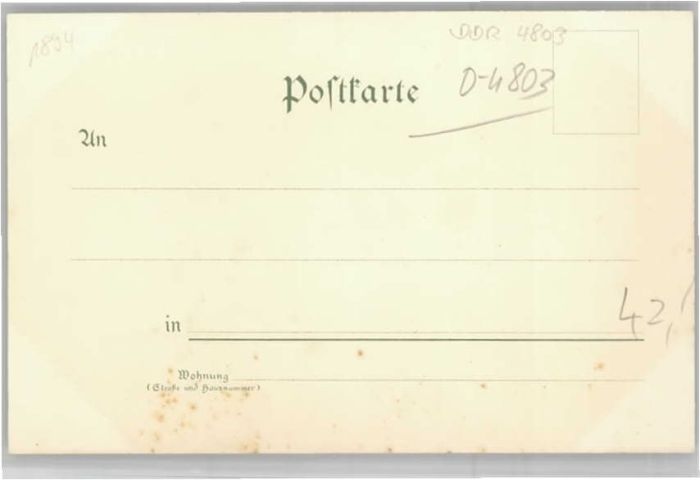 1894
DDR 4803
Postkarte
D-4803
An
in
42,
Wohnung
(Straße und Hausnummer)